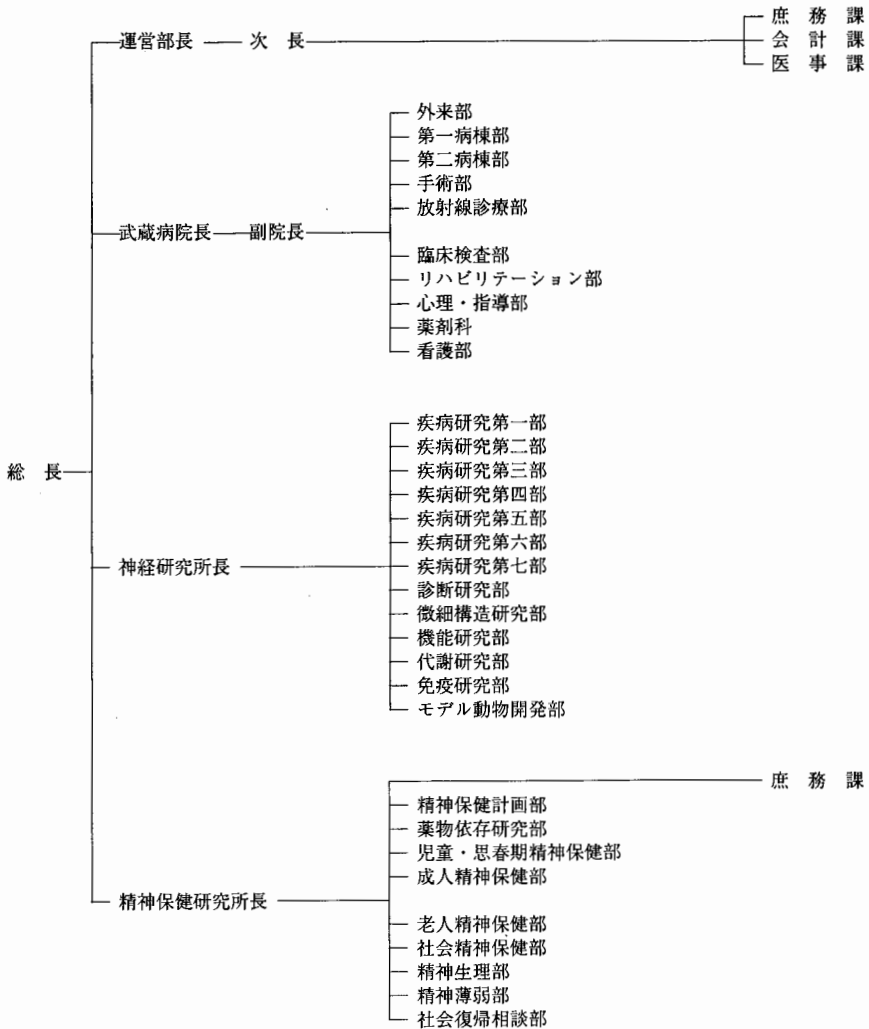 庶務課
運営部長 次長 会計課
医事課
外来部
第一病棟部
第二病棟部
手術部
放射線診療部
武蔵病院長 副院長
臨床検査部
リハビリテーション部
心理・指導部
薬剤科
看護部
疾病研究第一部
疾病研究第二部
総長 疾病研究第三部
疾病研究第四部
疾病研究第五部
疾病研究第六部
神経研究所長 疾病研究第七部
診断研究部
微細構造研究部
機能研究部
代謝研究部
免疫研究部
モデル動物開発部
庶務課
精神保健計画部
薬物依存研究部
児童・思春期精神保健部
成人精神保健部
精神保健研究所長
老人精神保健部
社会精神保健部
精神生理部
精神薄弱部
社会復帰相談部